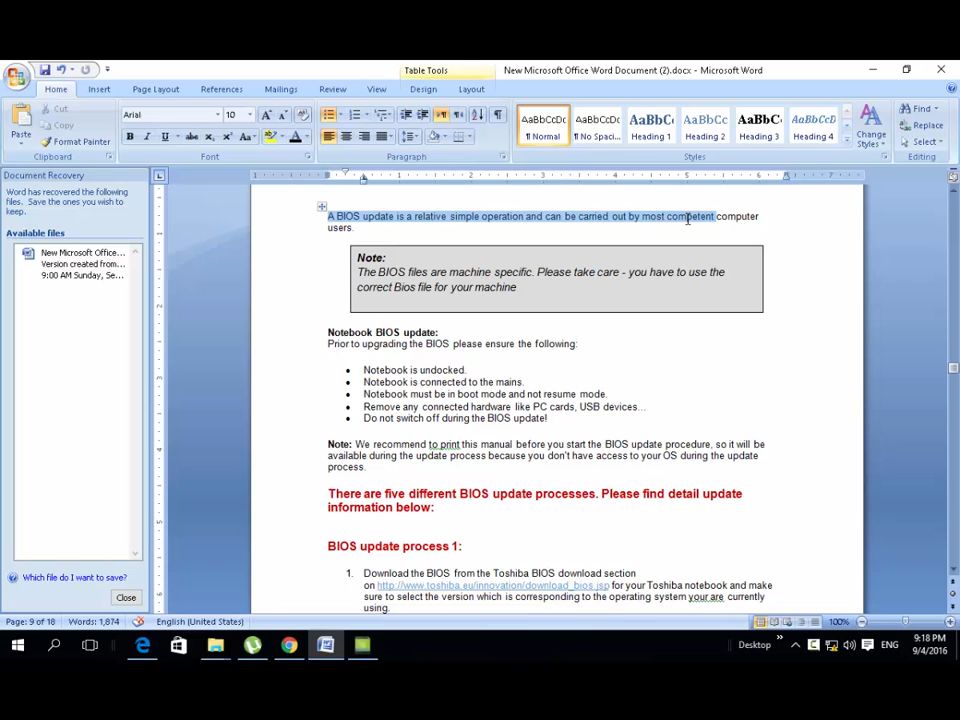 Table Tools
New Microsoft Office Word Document (2).docx - Microsoft Word
Home Insert Page Layout References Mailings Review View Design Layout
Paste
Cut
Copy
Format Painter
Clipboard
Arial 10
B I U
Font
Paragraph
AaBbCcDc AaBbCcDc AaBbCc AaBbCc AaBbC AaBbCc
¶ Normal ¶ No Spaci... Heading 1 Heading 2 Heading 3 Heading 4
Change Styles
Styles
Find
Replace
Select
Editing
Document Recovery
Word has recovered the following files. Save the ones you wish to keep.
Available files
New Microsoft Office...
Version created from...
9:00 AM Sunday, Se...
Which file do I want to save?
Close
A BIOS update is a relative simple operation and can be carried out by most competent computer
users.
Note:
The BIOS files are machine specific. Please take care - you have to use the
correct Bios file for your machine
Notebook BIOS update:
Prior to upgrading the BIOS please ensure the following:
• Notebook is undocked.
• Notebook is connected to the mains.
• Notebook must be in boot mode and not resume mode.
• Remove any connected hardware like PC cards, USB devices…
• Do not switch off during the BIOS update!
Note: We recommend to print this manual before you start the BIOS update procedure, so it will be
available during the update process because you don't have access to your OS during the update
process.
There are five different BIOS update processes. Please find detail update
information below:
BIOS update process 1:
1. Download the BIOS from the Toshiba BIOS download section
on http://www.toshiba.eu/innovation/download_bios.jsp for your Toshiba notebook and make
sure to select the version which is corresponding to the operating system your are currently
using.
Page: 9 of 18 Words: 1,874 English (United States) 100%
Desktop ENG
9:18 PM
9/4/2016